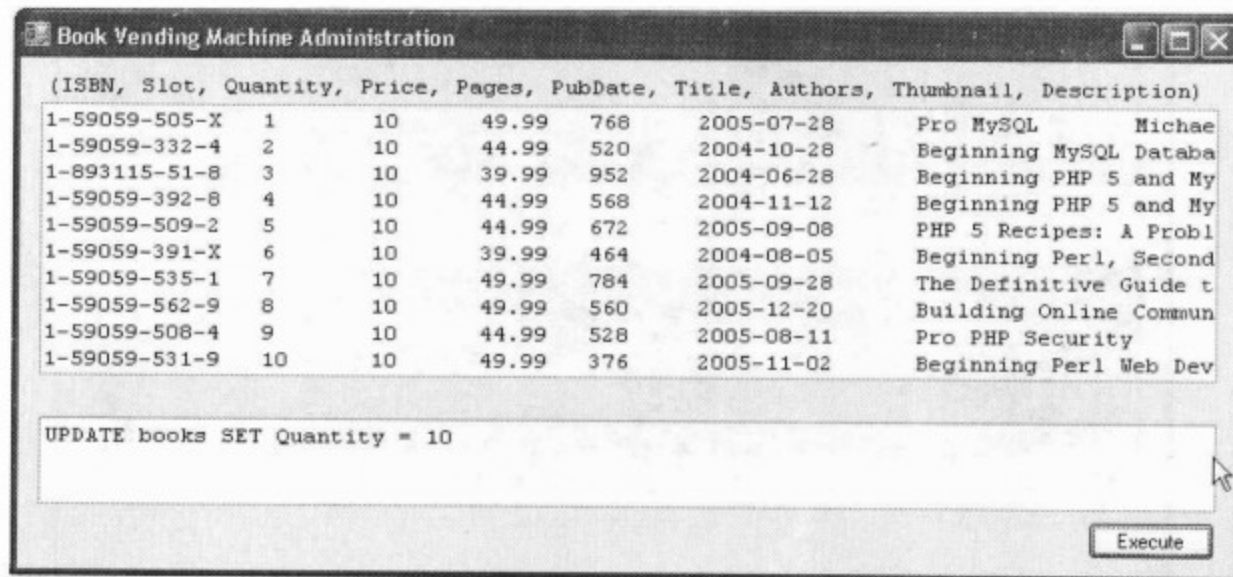 Book Vending Machine Administration
(ISBN, Slot, Quantity, Price, Pages, PubDate, Title, Authors, Thumbnail, Description)
1-59059-505-X 1 10 49.99 768 2005-07-28 Pro MySQL Michae
1-59059-332-4 2 10 44.99 520 2004-10-28 Beginning MySQL Databa
1-893115-51-8 3 10 39.99 952 2004-06-28 Beginning PHP 5 and My
1-59059-392-8 4 10 44.99 568 2004-11-12 Beginning PHP 5 and My
1-59059-509-2 5 10 44.99 672 2005-09-08 PHP 5 Recipes: A Probl
1-59059-391-X 6 10 39.99 464 2004-08-05 Beginning Perl, Second
1-59059-535-1 7 10 49.99 784 2005-09-28 The Definitive Guide t
1-59059-562-9 8 10 49.99 560 2005-12-20 Building Online Commun
1-59059-508-4 9 10 44.99 528 2005-08-11 Pro PHP Security
1-59059-531-9 10 10 49.99 376 2005-11-02 Beginning Perl Web Dev
UPDATE books SET Quantity = 10
Execute